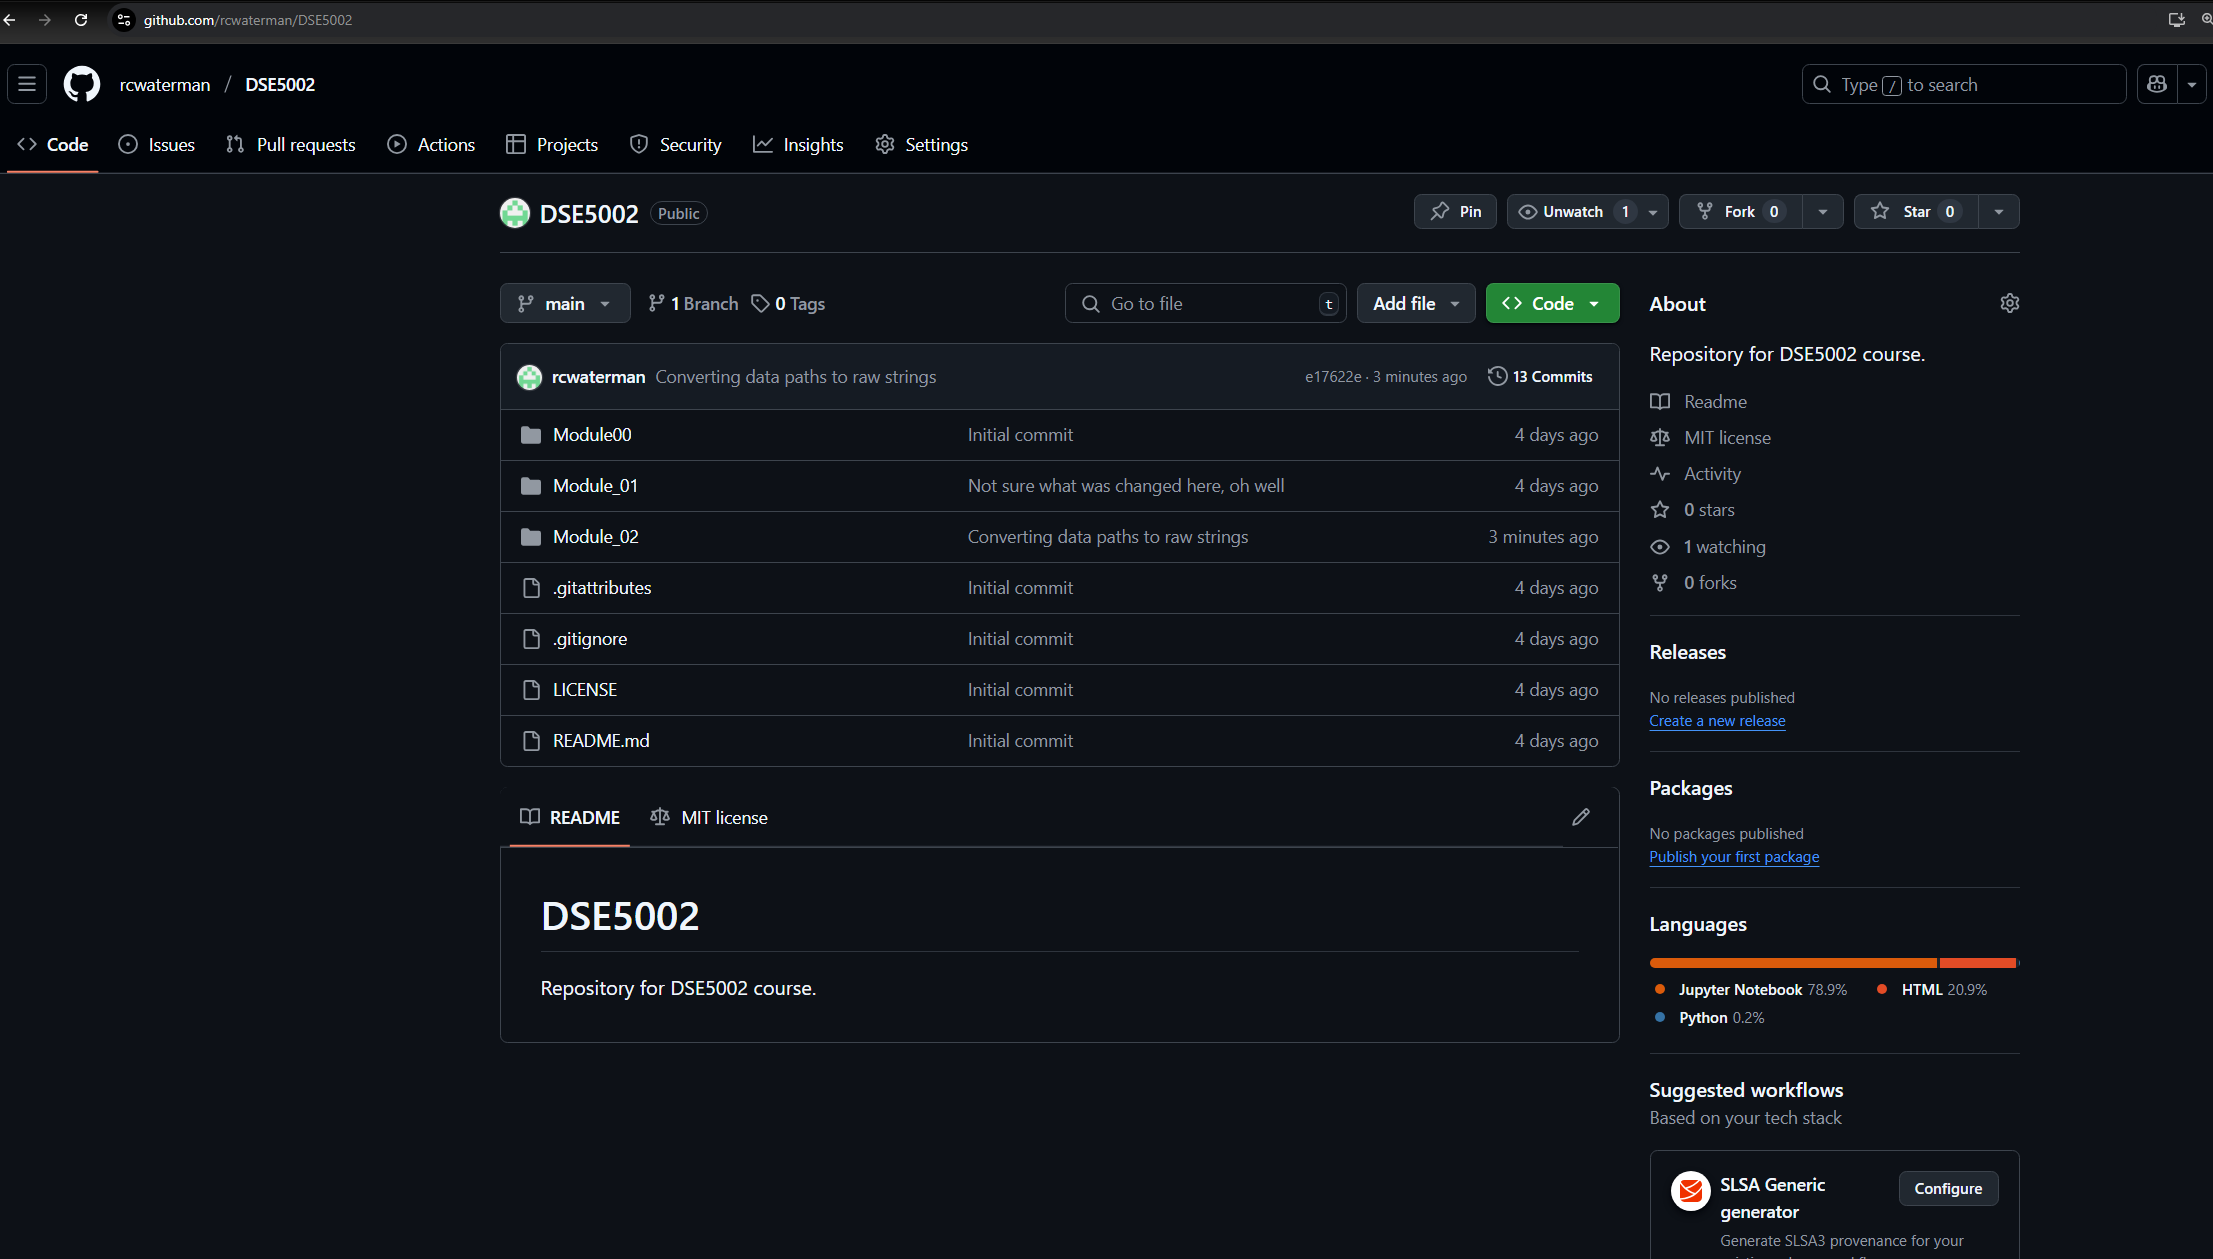 github.com/rcwaterman/DSE5002
rcwaterman / DSE5002
Type / to search
Code Issues Pull requests Actions Projects Security Insights Settings
DSE5002 Public
Pin Unwatch 1 Fork 0 Star 0
main 1 Branch 0 Tags Go to file t Add file Code
rcwaterman Converting data paths to raw strings e17622e · 3 minutes ago 13 Commits
Module00 Initial commit 4 days ago
Module_01 Not sure what was changed here, oh well 4 days ago
Module_02 Converting data paths to raw strings 3 minutes ago
.gitattributes Initial commit 4 days ago
.gitignore Initial commit 4 days ago
LICENSE Initial commit 4 days ago
README.md Initial commit 4 days ago
README MIT license
DSE5002
Repository for DSE5002 course.
About
Repository for DSE5002 course.
Readme
MIT license
Activity
0 stars
1 watching
0 forks
Releases
No releases published
Create a new release
Packages
No packages published
Publish your first package
Languages
Jupyter Notebook 78.9% HTML 20.9%
Python 0.2%
Suggested workflows
Based on your tech stack
SLSA Generic
generator
Configure
Generate SLSA3 provenance for your